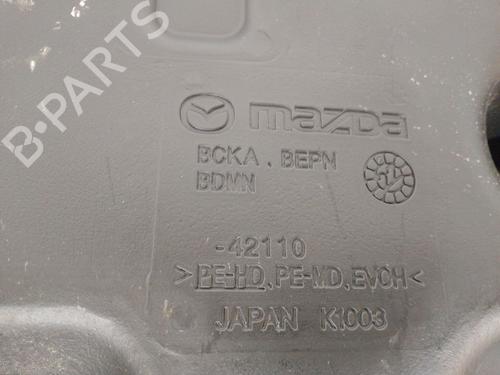 B-PARTS
mazda
BCKA . BEPN
BDMN
-42110
>PE-HD, PE-MD, EVOH<
JAPAN K1003